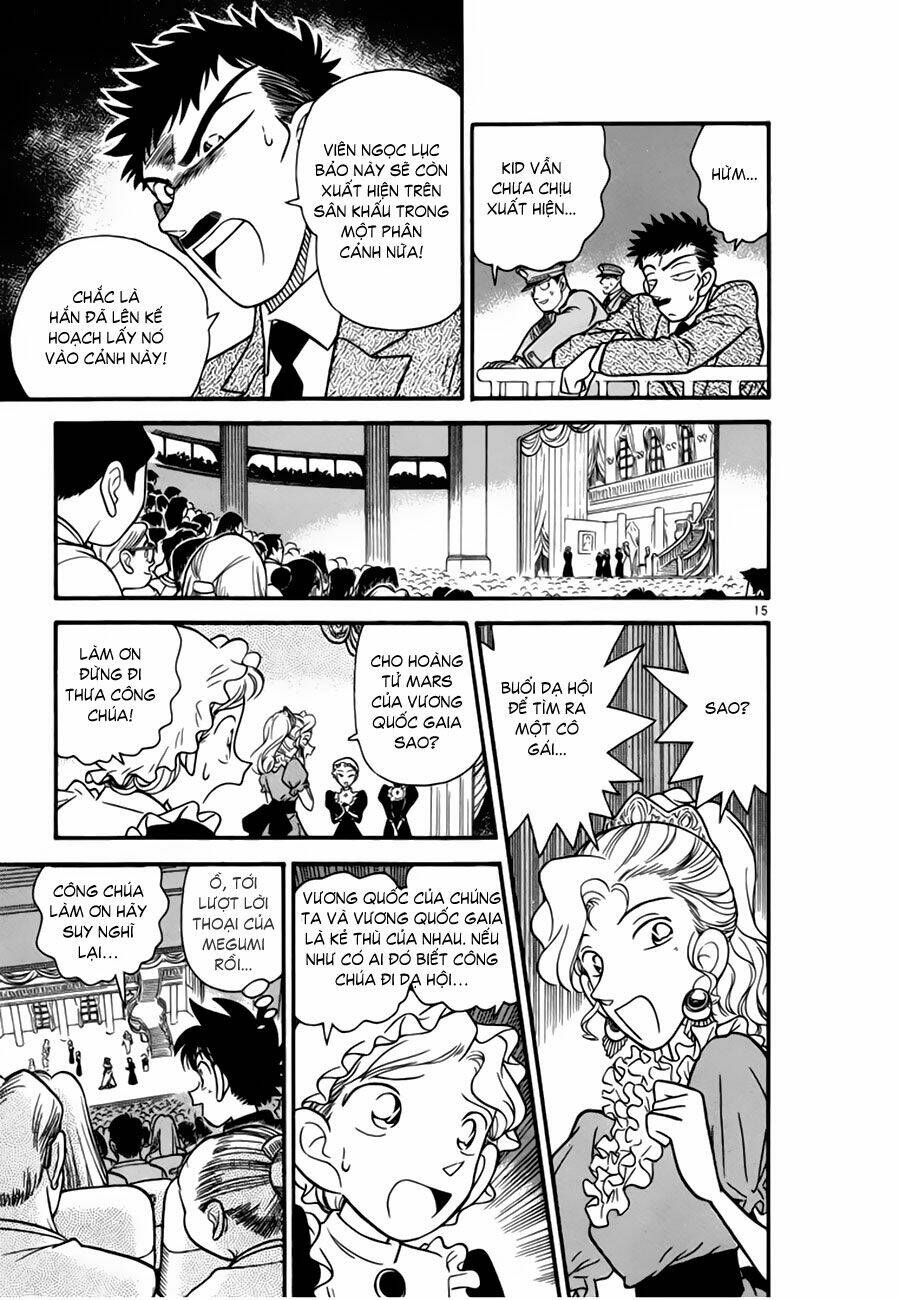 HỪM...
KID VẪN
CHƯA CHỊU
XUẤT HIỆN...
VIÊN NGỌC LỤC
BẢO NÀY SẼ CÒN
XUẤT HIỆN TRÊN
SÂN KHẤU TRONG
MỘT PHÂN
CẢNH NỮA!
CHẮC LÀ
HẮN ĐÃ LÊN KẾ
HOẠCH LẤY NÓ
VÀO CẢNH NÀY!
15
SAO?
BUỔI DẠ HỘI
ĐỂ TÌM RA
MỘT CÔ
GÁI...
CHO HOÀNG
TỬ MARS
CỦA VƯƠNG
QUỐC GAIA
SAO?
LÀM ƠN
ĐỪNG ĐI
THƯA CÔNG
CHÚA!
VƯƠNG QUỐC CỦA CHÚNG
TA VÀ VƯƠNG QUỐC GAIA
LÀ KẺ THÙ CỦA NHAU. NẾU
NHƯ CÓ AI ĐÓ BIẾT CÔNG
CHÚA ĐI DẠ HỘI...
Ồ, TỚI
LƯỢT LỜI
THOẠI CỦA
MEGUMI
RỒI...
CÔNG CHÚA
LÀM ƠN HÃY
SUY NGHĨ
LẠI...